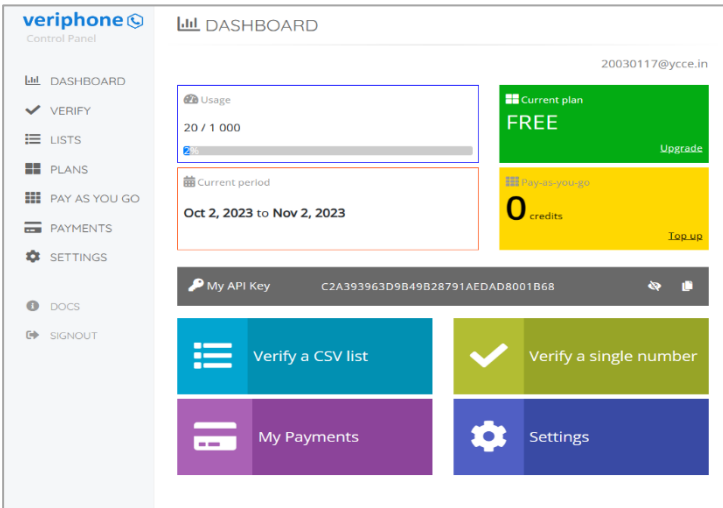 veriphone
Control Panel
DASHBOARD
VERIFY
LISTS
PLANS
PAY AS YOU GO
PAYMENTS
SETTINGS
DOCS
SIGNOUT
DASHBOARD
20030117@ycce.in
Usage
20 / 1 000
2%
Current plan
FREE
Upgrade
Current period
Oct 2, 2023 to Nov 2, 2023
Pay-as-you-go
0 credits
Top up
My API Key C2A393963D9B49B28791AEDAD8001B68
Verify a CSV list
Verify a single number
My Payments
Settings